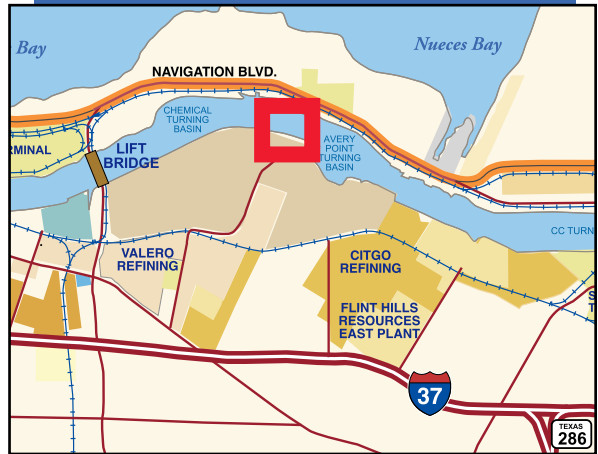 Bay
Nueces Bay
NAVIGATION BLVD.
CHEMICAL
TURNING
BASIN
AVERY
POINT
TURNING
BASIN
RMINAL
LIFT
BRIDGE
CC TURN
VALERO
REFINING
CITGO
REFINING
FLINT HILLS
RESOURCES
EAST PLANT
S
T
37
TEXAS
286